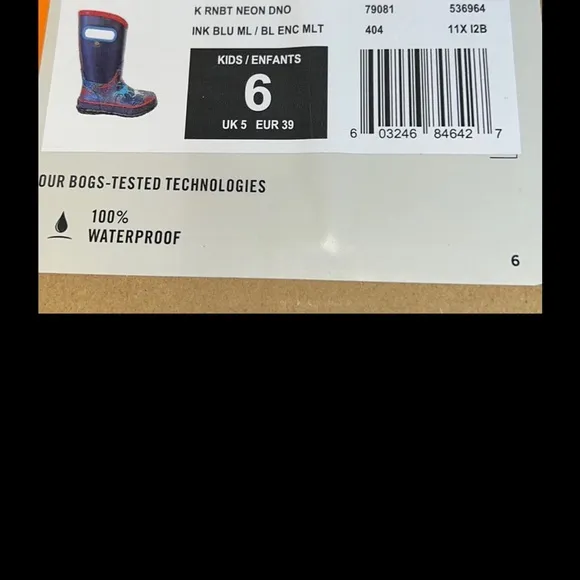 K RNBT NEON DNO 79081 536964
INK BLU ML / BL ENC MLT 404 11X I2B
KIDS / ENFANTS
6
UK 5 EUR 39
6 03246 84642 7
OUR BOGS-TESTED TECHNOLOGIES
100%
WATERPROOF
6